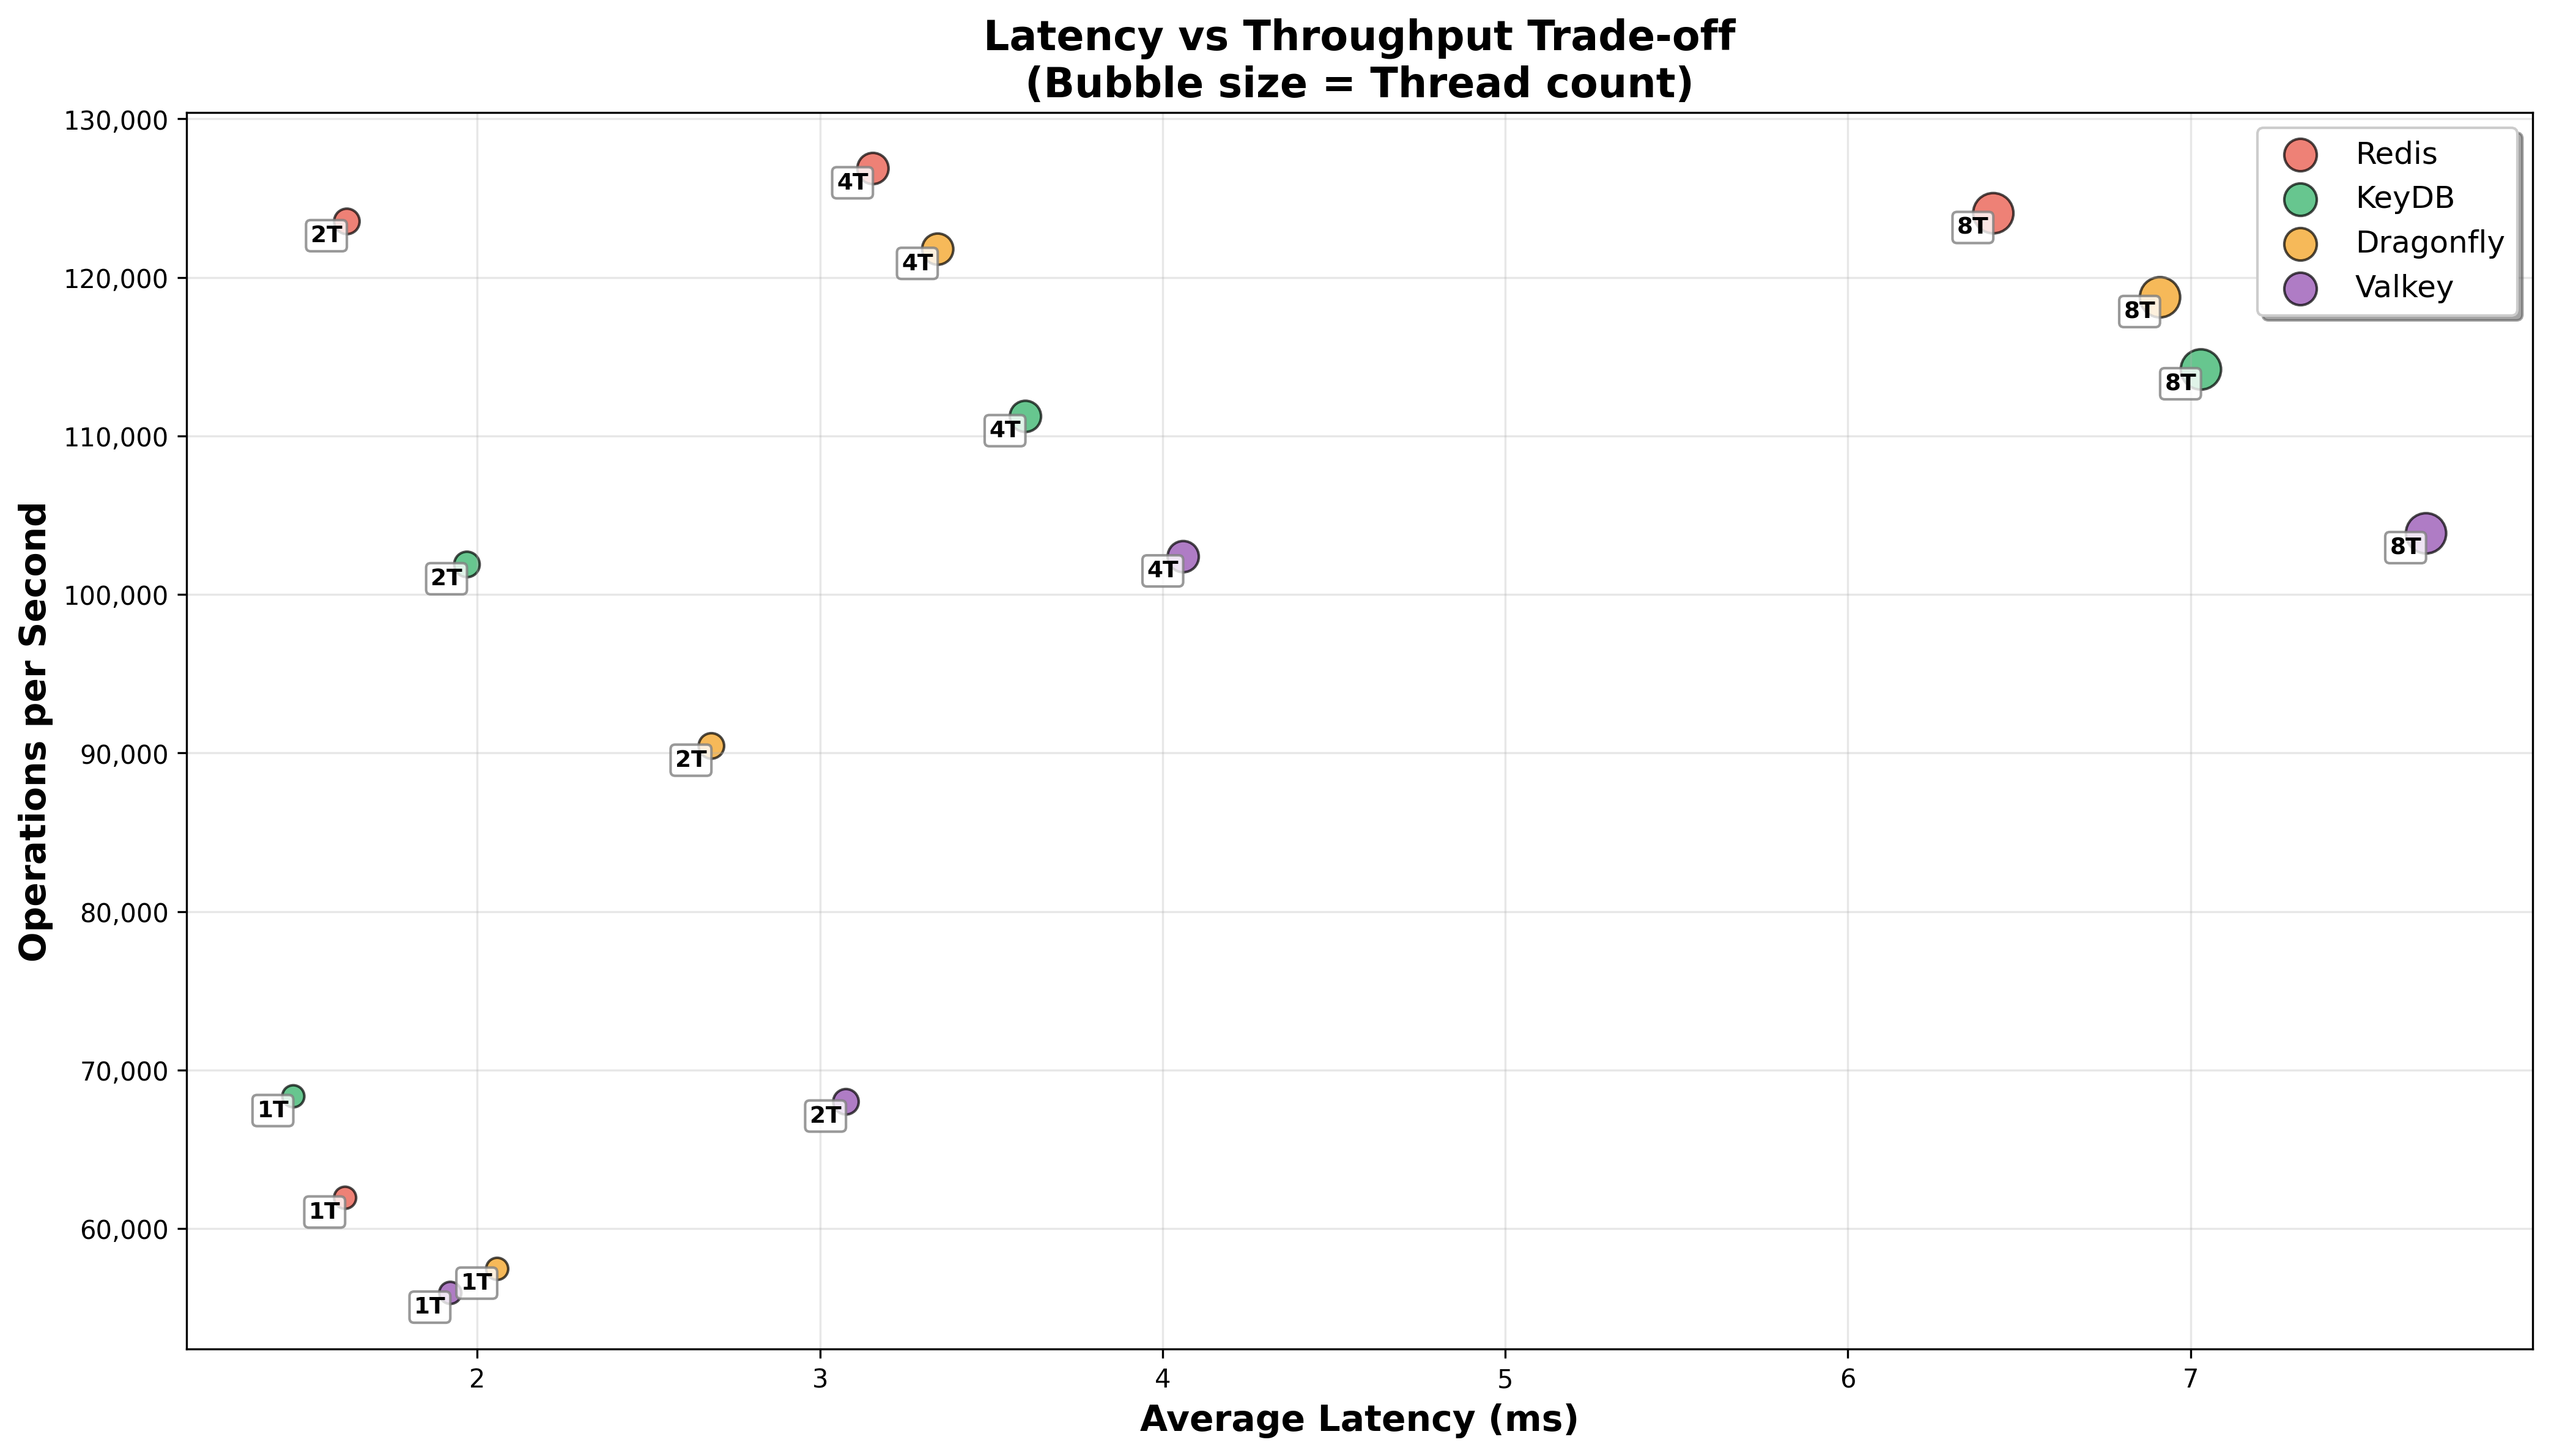 Latency vs Throughput Trade-off
(Bubble size = Thread count)
130,000
120,000
110,000
100,000
90,000
80,000
70,000
60,000
Operations per Second
2T
4T
4T
8T
8T
8T
4T
2T
4T
8T
2T
1T
2T
1T
1T
1T
Redis
KeyDB
Dragonfly
Valkey
2
3
4
5
6
7
Average Latency (ms)